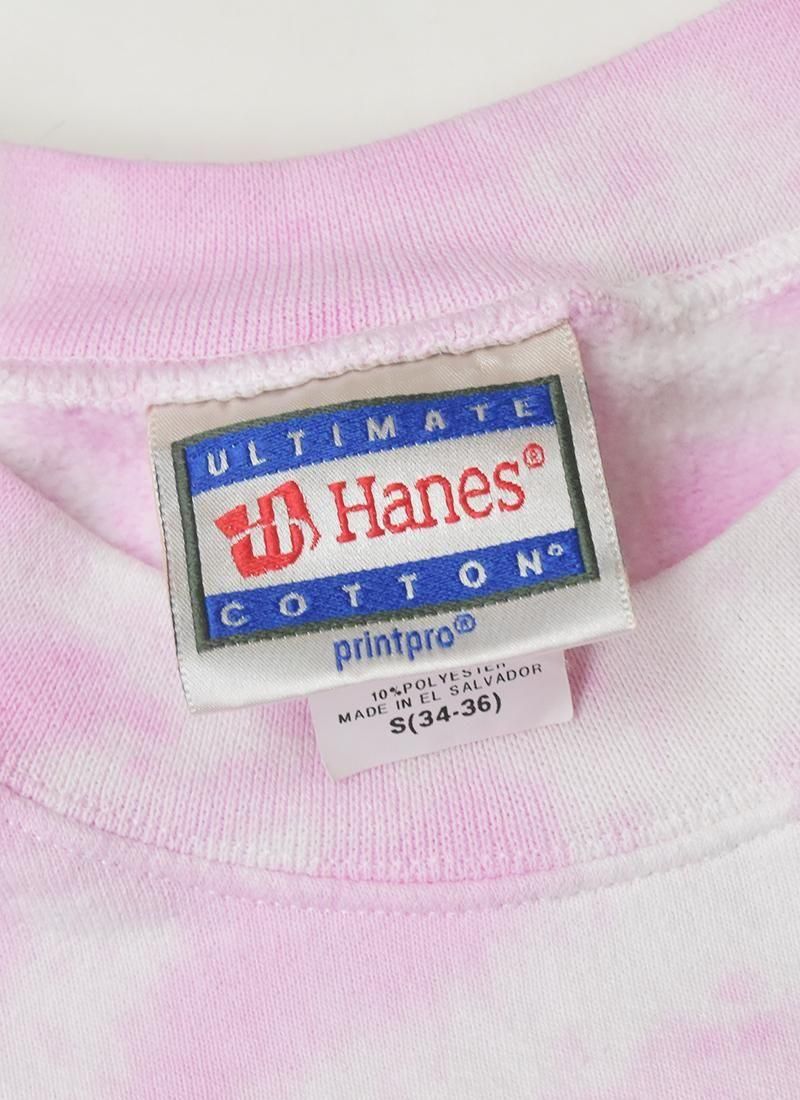 ULTIMATE
Hanes®
COTTON®
printpro®
10%POLYESTER
MADE IN EL SALVADOR
S(34-36)